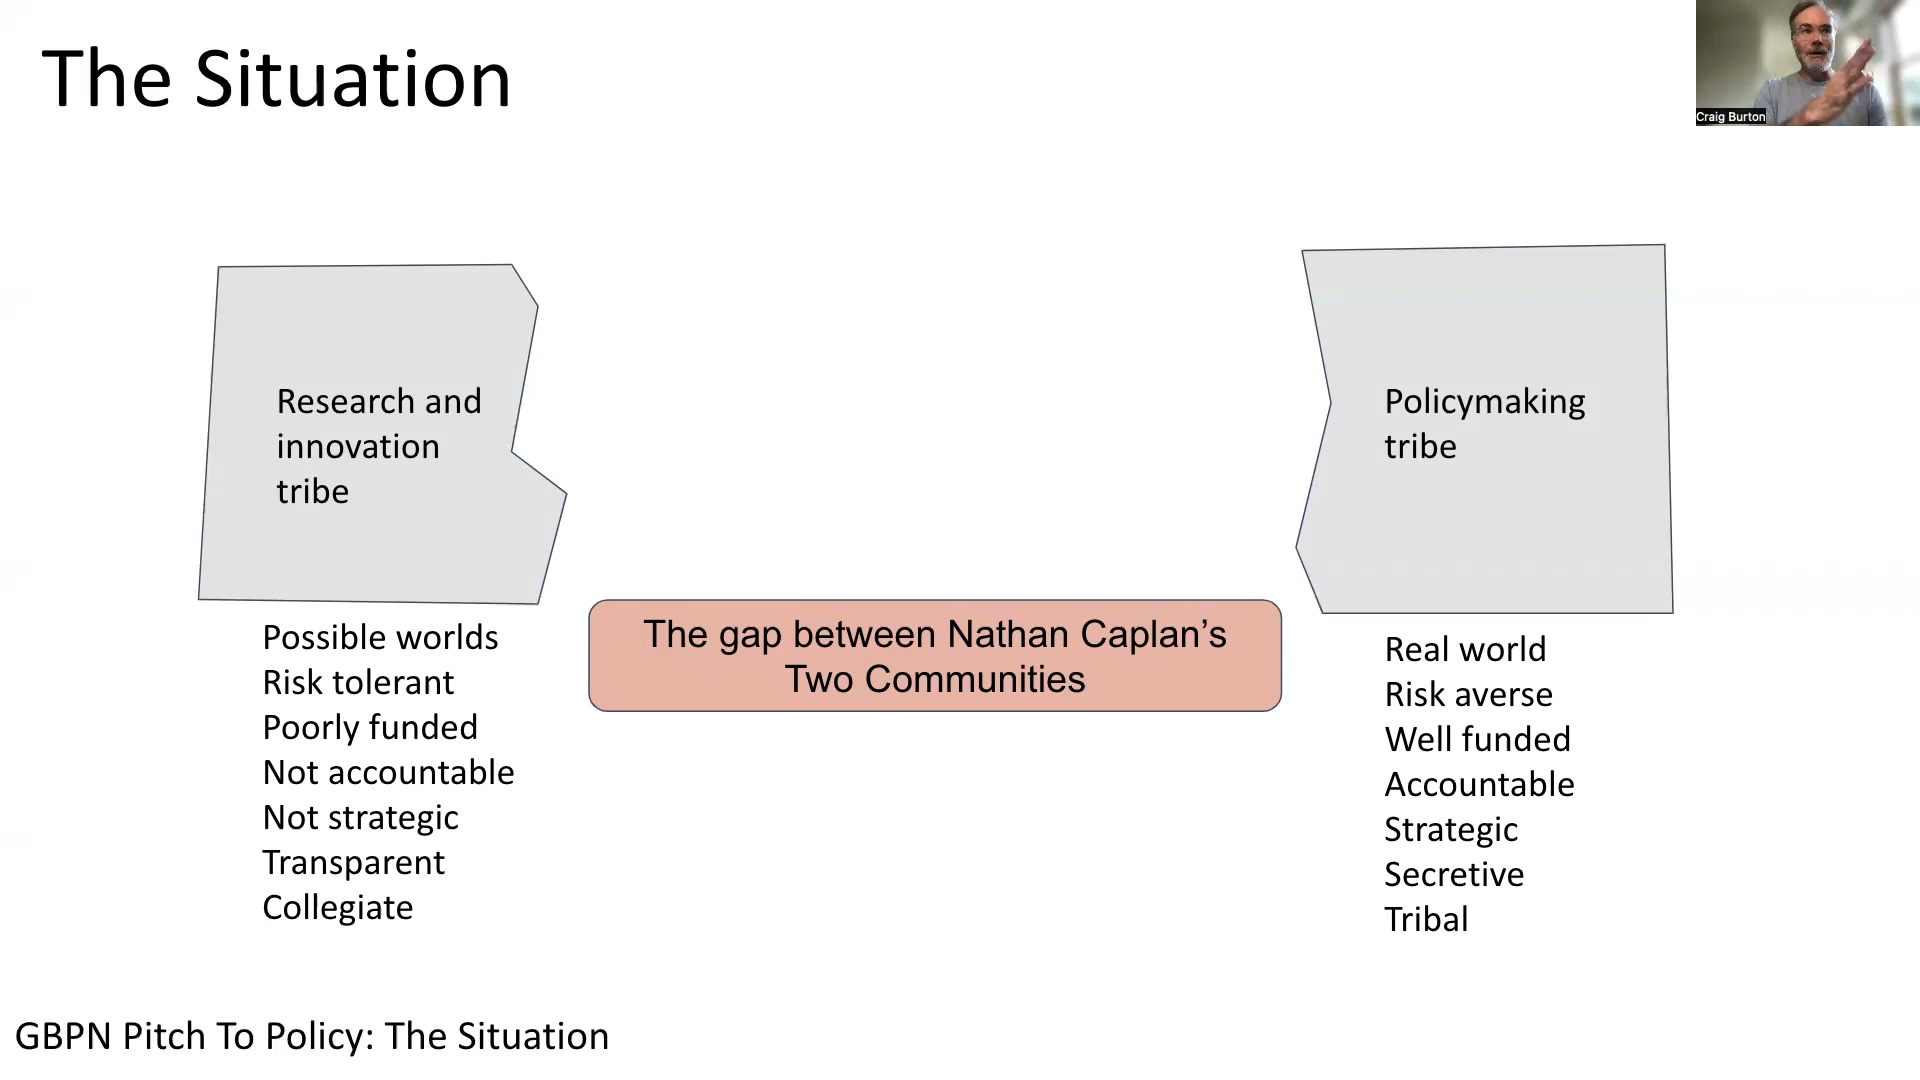 The Situation
Craig Burton
Research and
innovation
tribe
Policymaking
tribe
The gap between Nathan Caplan’s
Two Communities
Possible worlds
Risk tolerant
Poorly funded
Not accountable
Not strategic
Transparent
Collegiate
Real world
Risk averse
Well funded
Accountable
Strategic
Secretive
Tribal
GBPN Pitch To Policy: The Situation